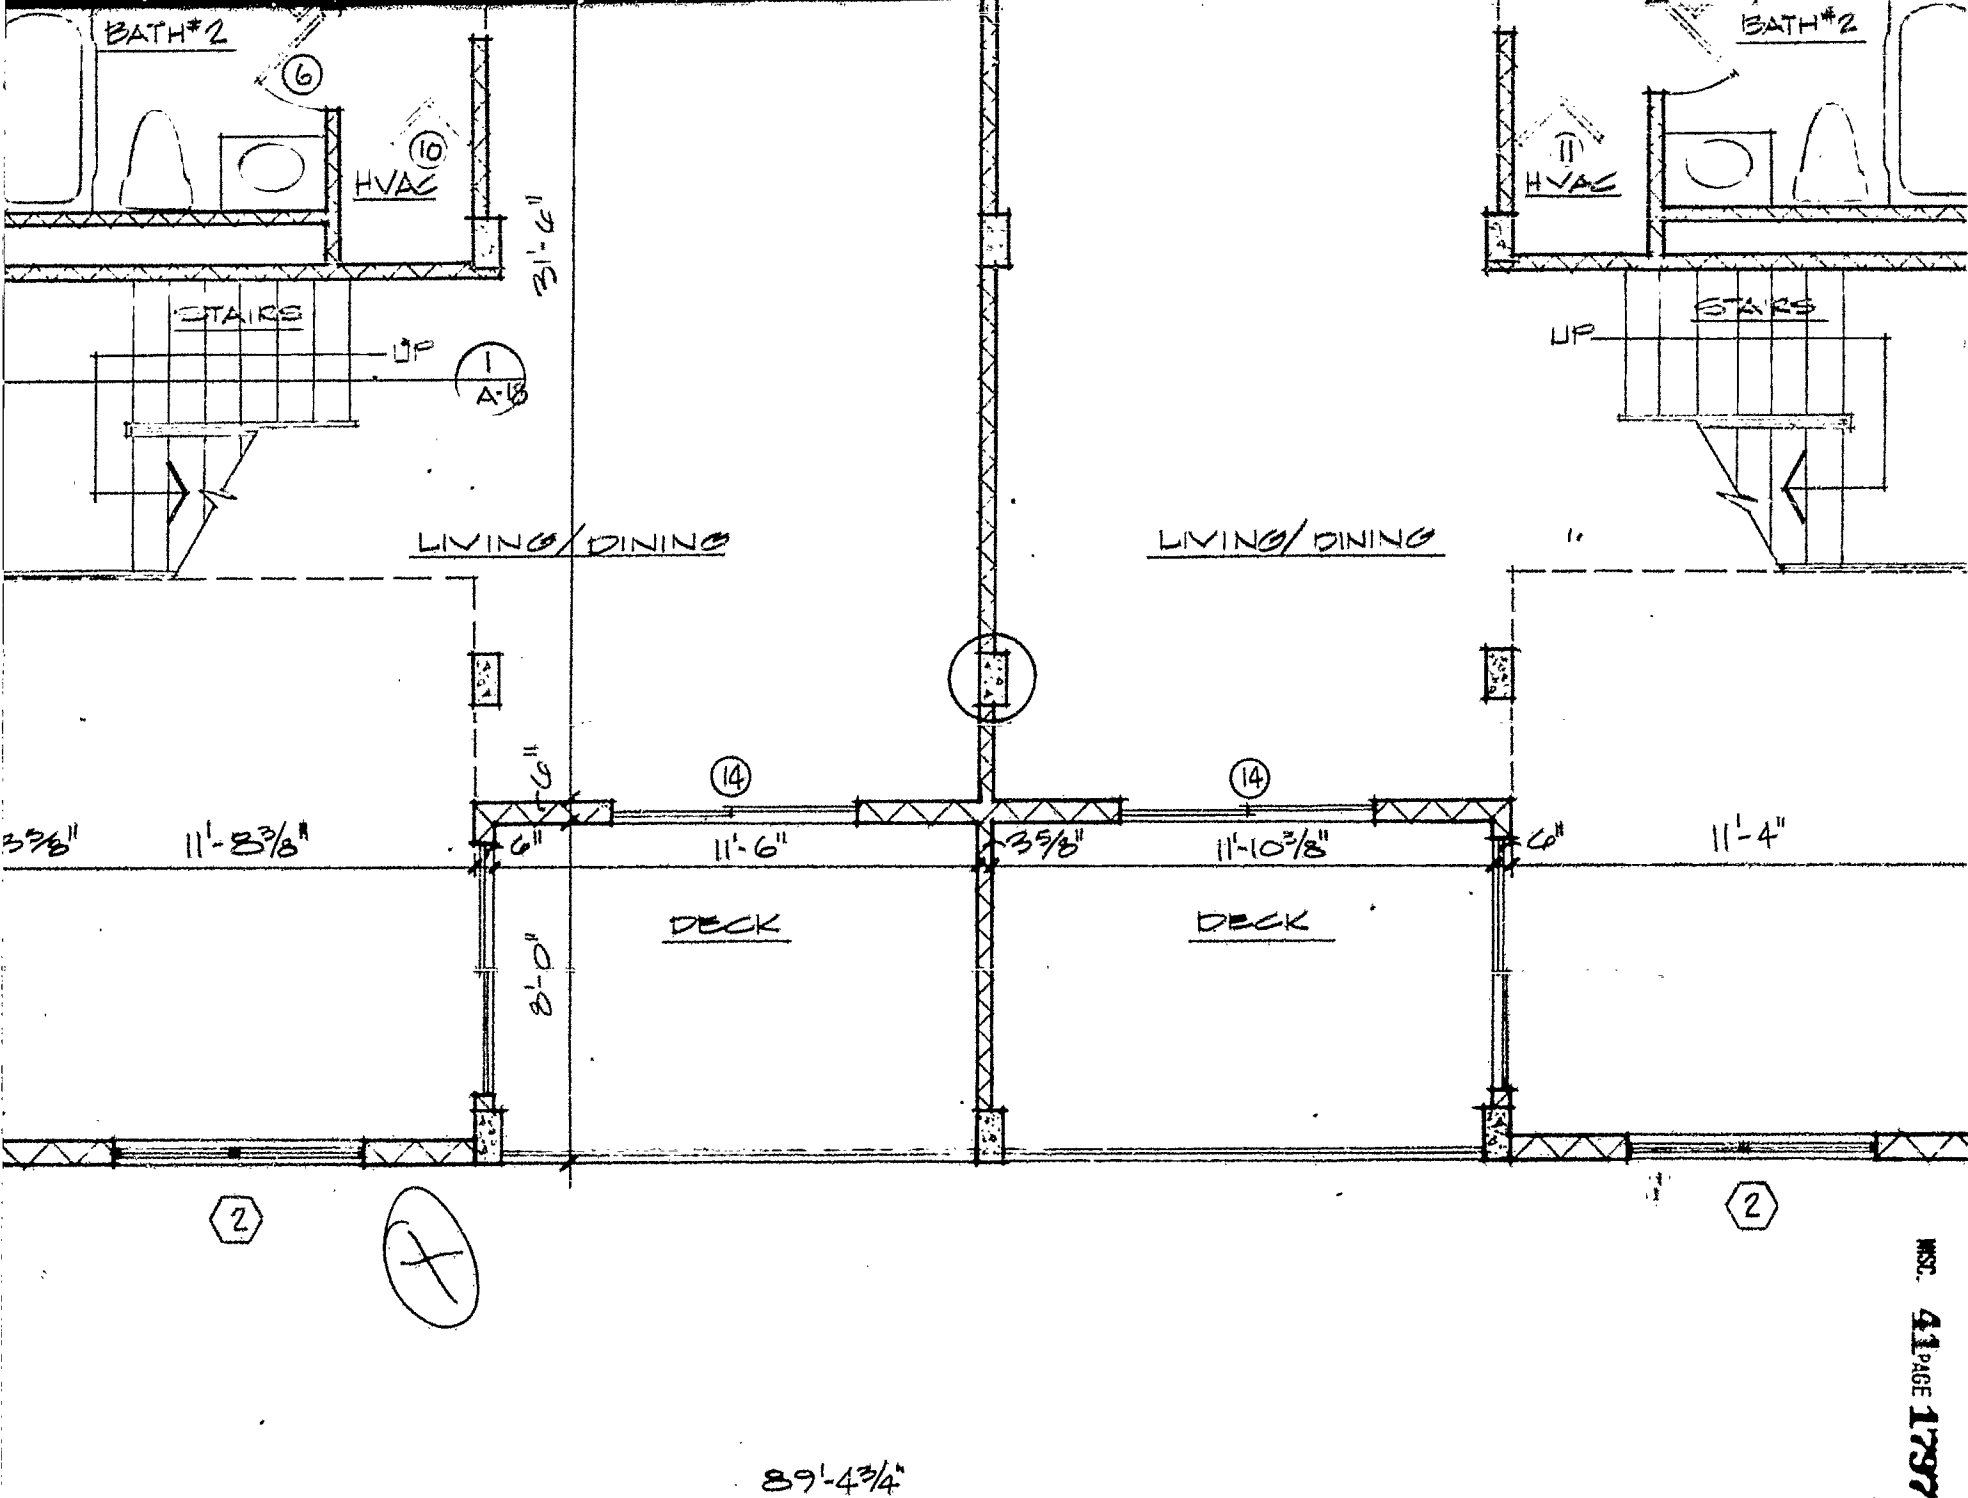 BATH#2
BATH#2
6
10
11
HVAC
HVAC
31'-6"
STAIRS
STAIRS
UP
UP
1
A-18
LIVING/DINING
LIVING/DINING
6"
14
14
3 5/8"
11'-8 3/8"
6"
11'-6"
3 5/8"
11'-10 3/8"
6"
11'-4"
DECK
DECK
8'-0"
2
2
X
MISC. 41 PAGE 1797
89'-4 3/4"